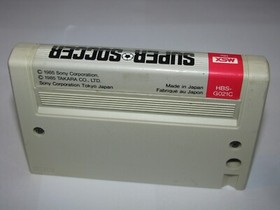 SUPER-SOCCER
MSX
© 1985 Sony Corporation.
© 1985 TAKARA CO., LTD.
Sony Corporation Tokyo Japan
Made in Japan
Fabriqué au Japon
HBS-
G021C